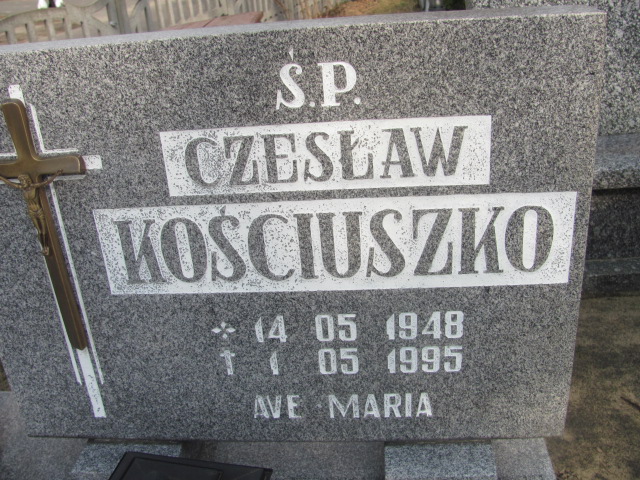 Ś.P.
CZESŁAW
KOŚCIUSZKO
* 14 05 1948
† 1 05 1995
AVE MARIA